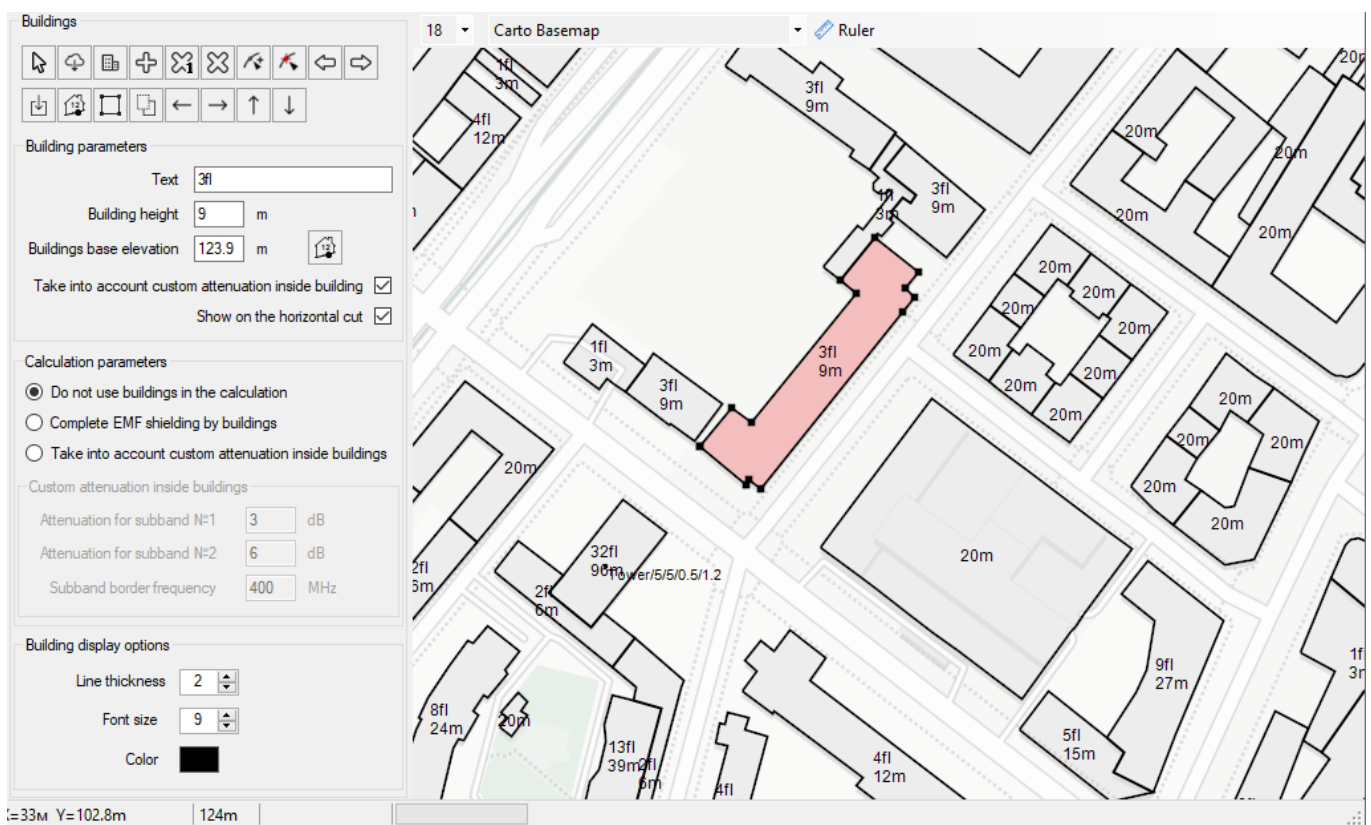 Buildings
18
Carto Basemap
Ruler
Building parameters
Text 3fl
Building height 9 m
Buildings base elevation 123.9 m
Take into account custom attenuation inside building
Show on the horizontal cut
Calculation parameters
Do not use buildings in the calculation
Complete EMF shielding by buildings
Take into account custom attenuation inside buildings
Custom attenuation inside buildings
Attenuation for subband №1 3 dB
Attenuation for subband №2 6 dB
Subband border frequency 400 MHz
Building display options
Line thickness 2
Font size 9
Color
=33м Y=102.8m
124m
1fl
3m
4fl
12m
3fl
9m
20m
20m
20m
20m
20m
3fl
9m
1fl
3m
20m
20m
20m
20m
20m
20m
20m
20m
3fl
9m
1fl
3m
3fl
9m
20m
20m
20m
20m
20m
20m
20m
32fl
96m
Tower/5/5/0.5/1.2
2fl
6m
2fl
6m
8fl
24m
20m
13fl
39m
2fl
6m
4fl
4fl
12m
5fl
15m
9fl
27m